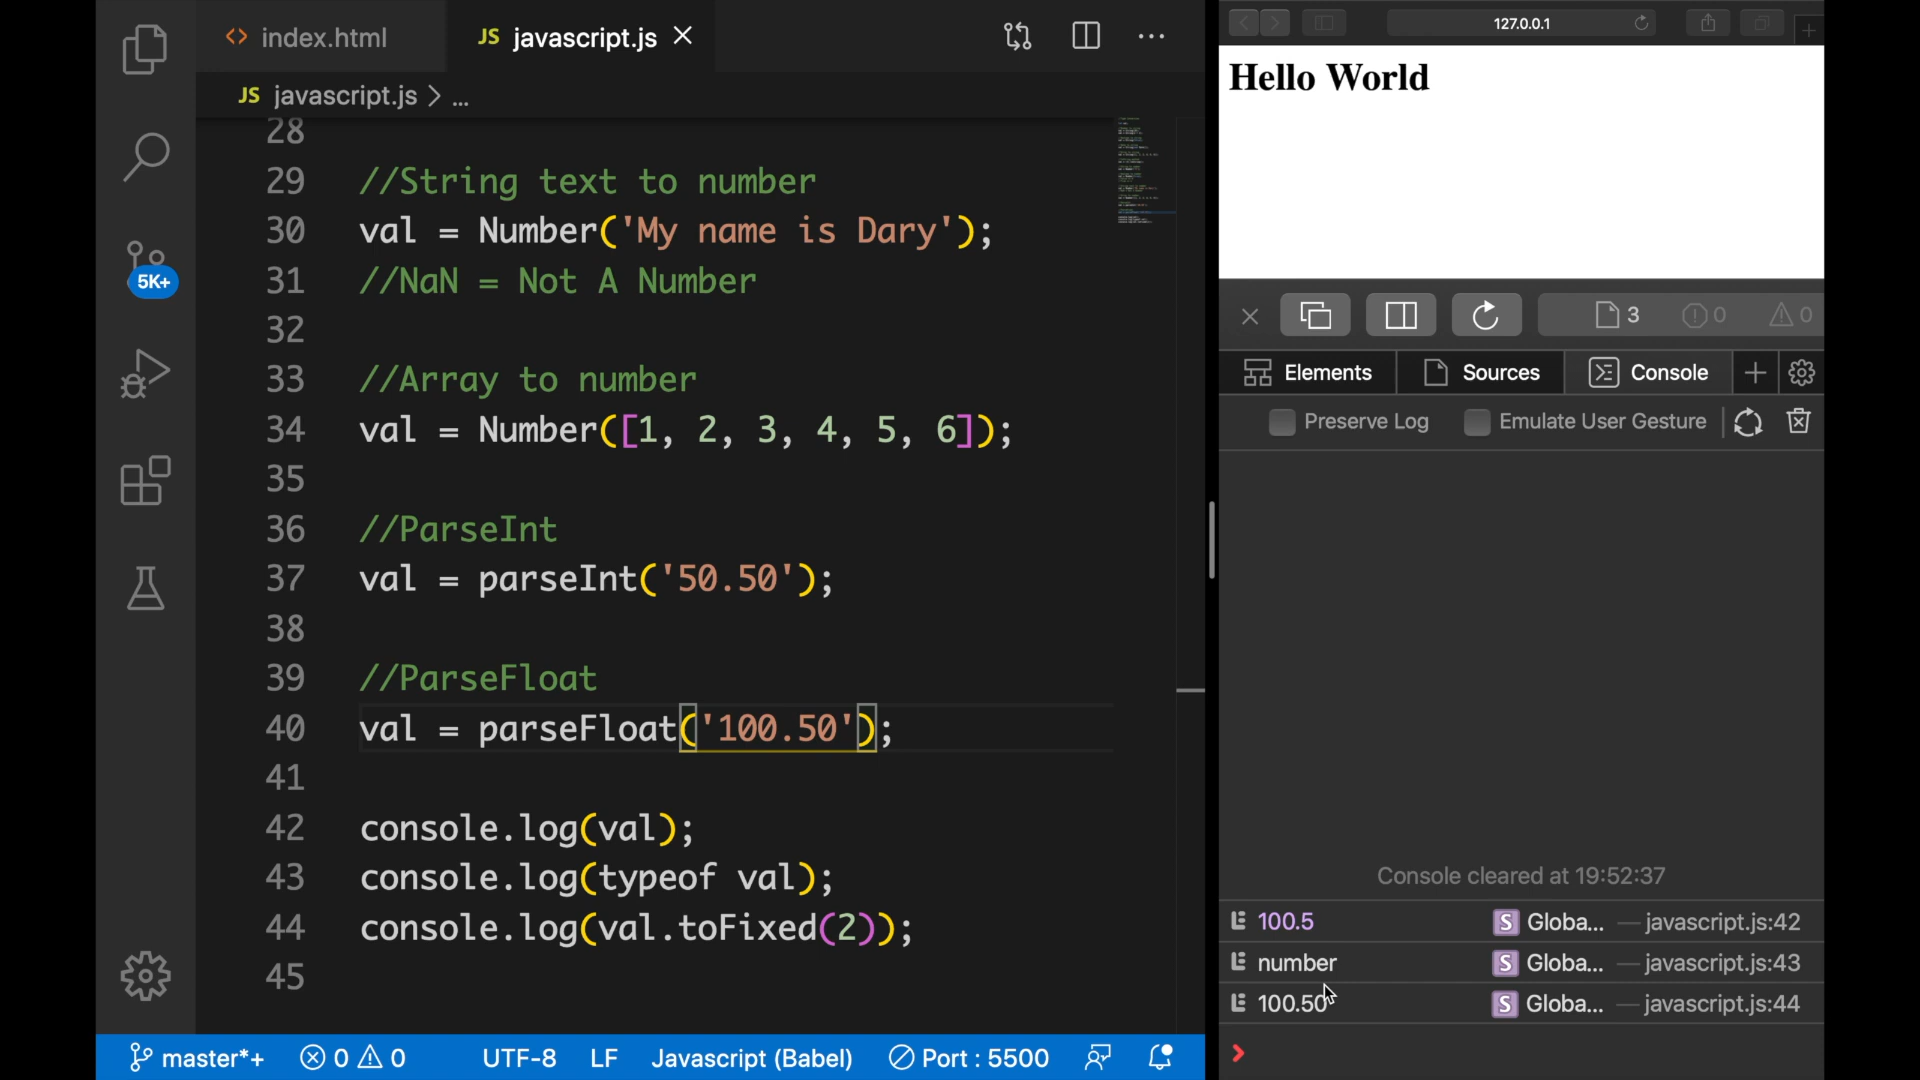 index.html
JS javascript.js
JS javascript.js > ...
28
29 //String text to number
30 val = Number('My name is Dary');
31 //NaN = Not A Number
32
33 //Array to number
34 val = Number([1, 2, 3, 4, 5, 6]);
35
36 //ParseInt
37 val = parseInt('50.50');
38
39 //ParseFloat
40 val = parseFloat('100.50');
41
42 console.log(val);
43 console.log(typeof val);
44 console.log(val.toFixed(2));
45
5K+
master*+ 0 0 UTF-8 LF Javascript (Babel) Port : 5500
127.0.0.1
Hello World
3 0 0
Elements Sources Console
Preserve Log Emulate User Gesture
Console cleared at 19:52:37
100.5 S Globa... — javascript.js:42
number S Globa... — javascript.js:43
100.50 S Globa... — javascript.js:44